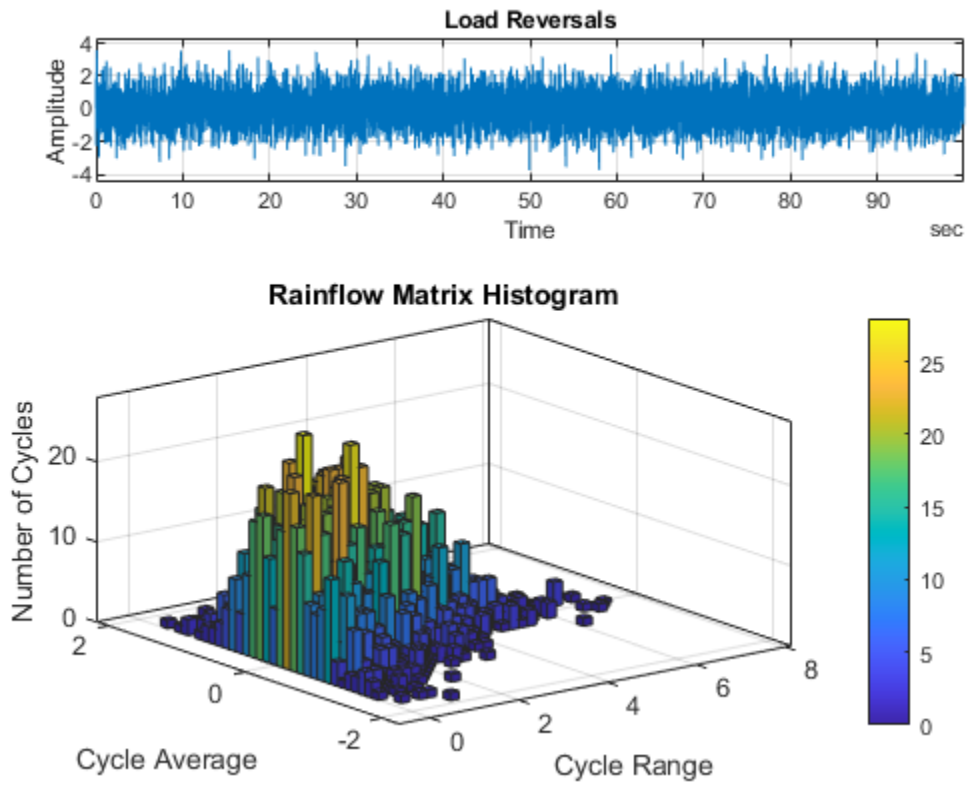 Load Reversals
4
2
0
-2
-4
Amplitude
0 10 20 30 40 50 60 70 80 90
Time
sec
Rainflow Matrix Histogram
20
10
0
Number of Cycles
2
0
-2
Cycle Average
0
2
4
6
8
Cycle Range
25
20
15
10
5
0